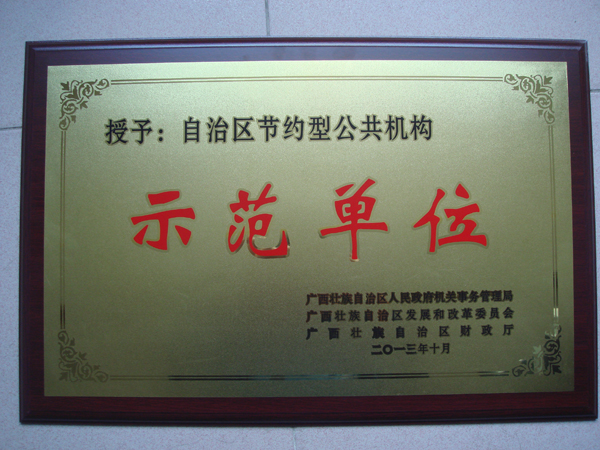 授予：自治区节约型公共机构
示范单位
广西壮族自治区人民政府机关事务管理局
广西壮族自治区发展和改革委员会
广西壮族自治区财政厅
二〇一三年十月